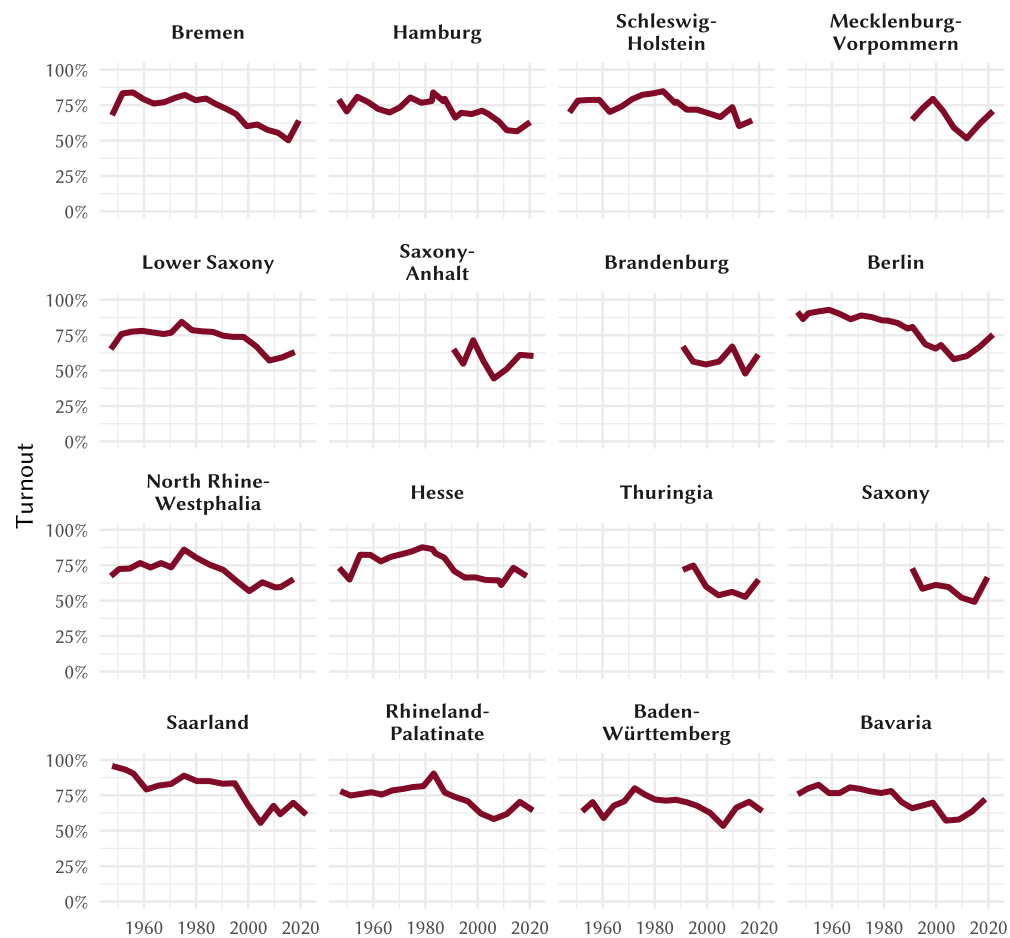 Bremen
Hamburg
Schleswig-
Holstein
Mecklenburg-
Vorpommern
100%
75%
50%
25%
0%
Lower Saxony
Saxony-
Anhalt
Brandenburg
Berlin
100%
75%
50%
25%
0%
Turnout
North Rhine-
Westphalia
Hesse
Thuringia
Saxony
100%
75%
50%
25%
0%
Saarland
Rhineland-
Palatinate
Baden-
Württemberg
Bavaria
100%
75%
50%
25%
0%
1960 1980 2000 2020
1960 1980 2000 2020
1960 1980 2000 2020
1960 1980 2000 2020